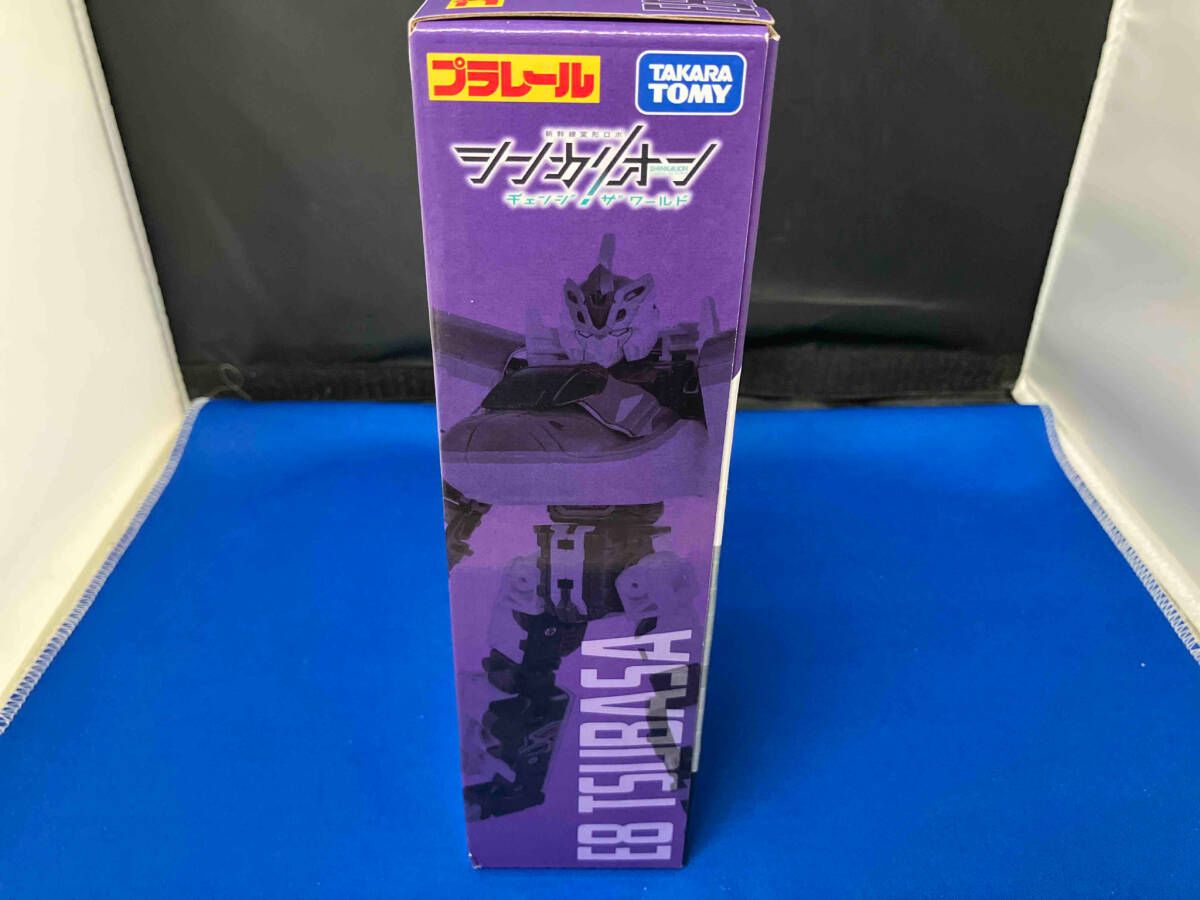 プラレール
TAKARA
TOMY
新幹線変形ロボ
シンカリオン
SHINKALION
チェンジ ザ ワールド
E8 TSUBASA